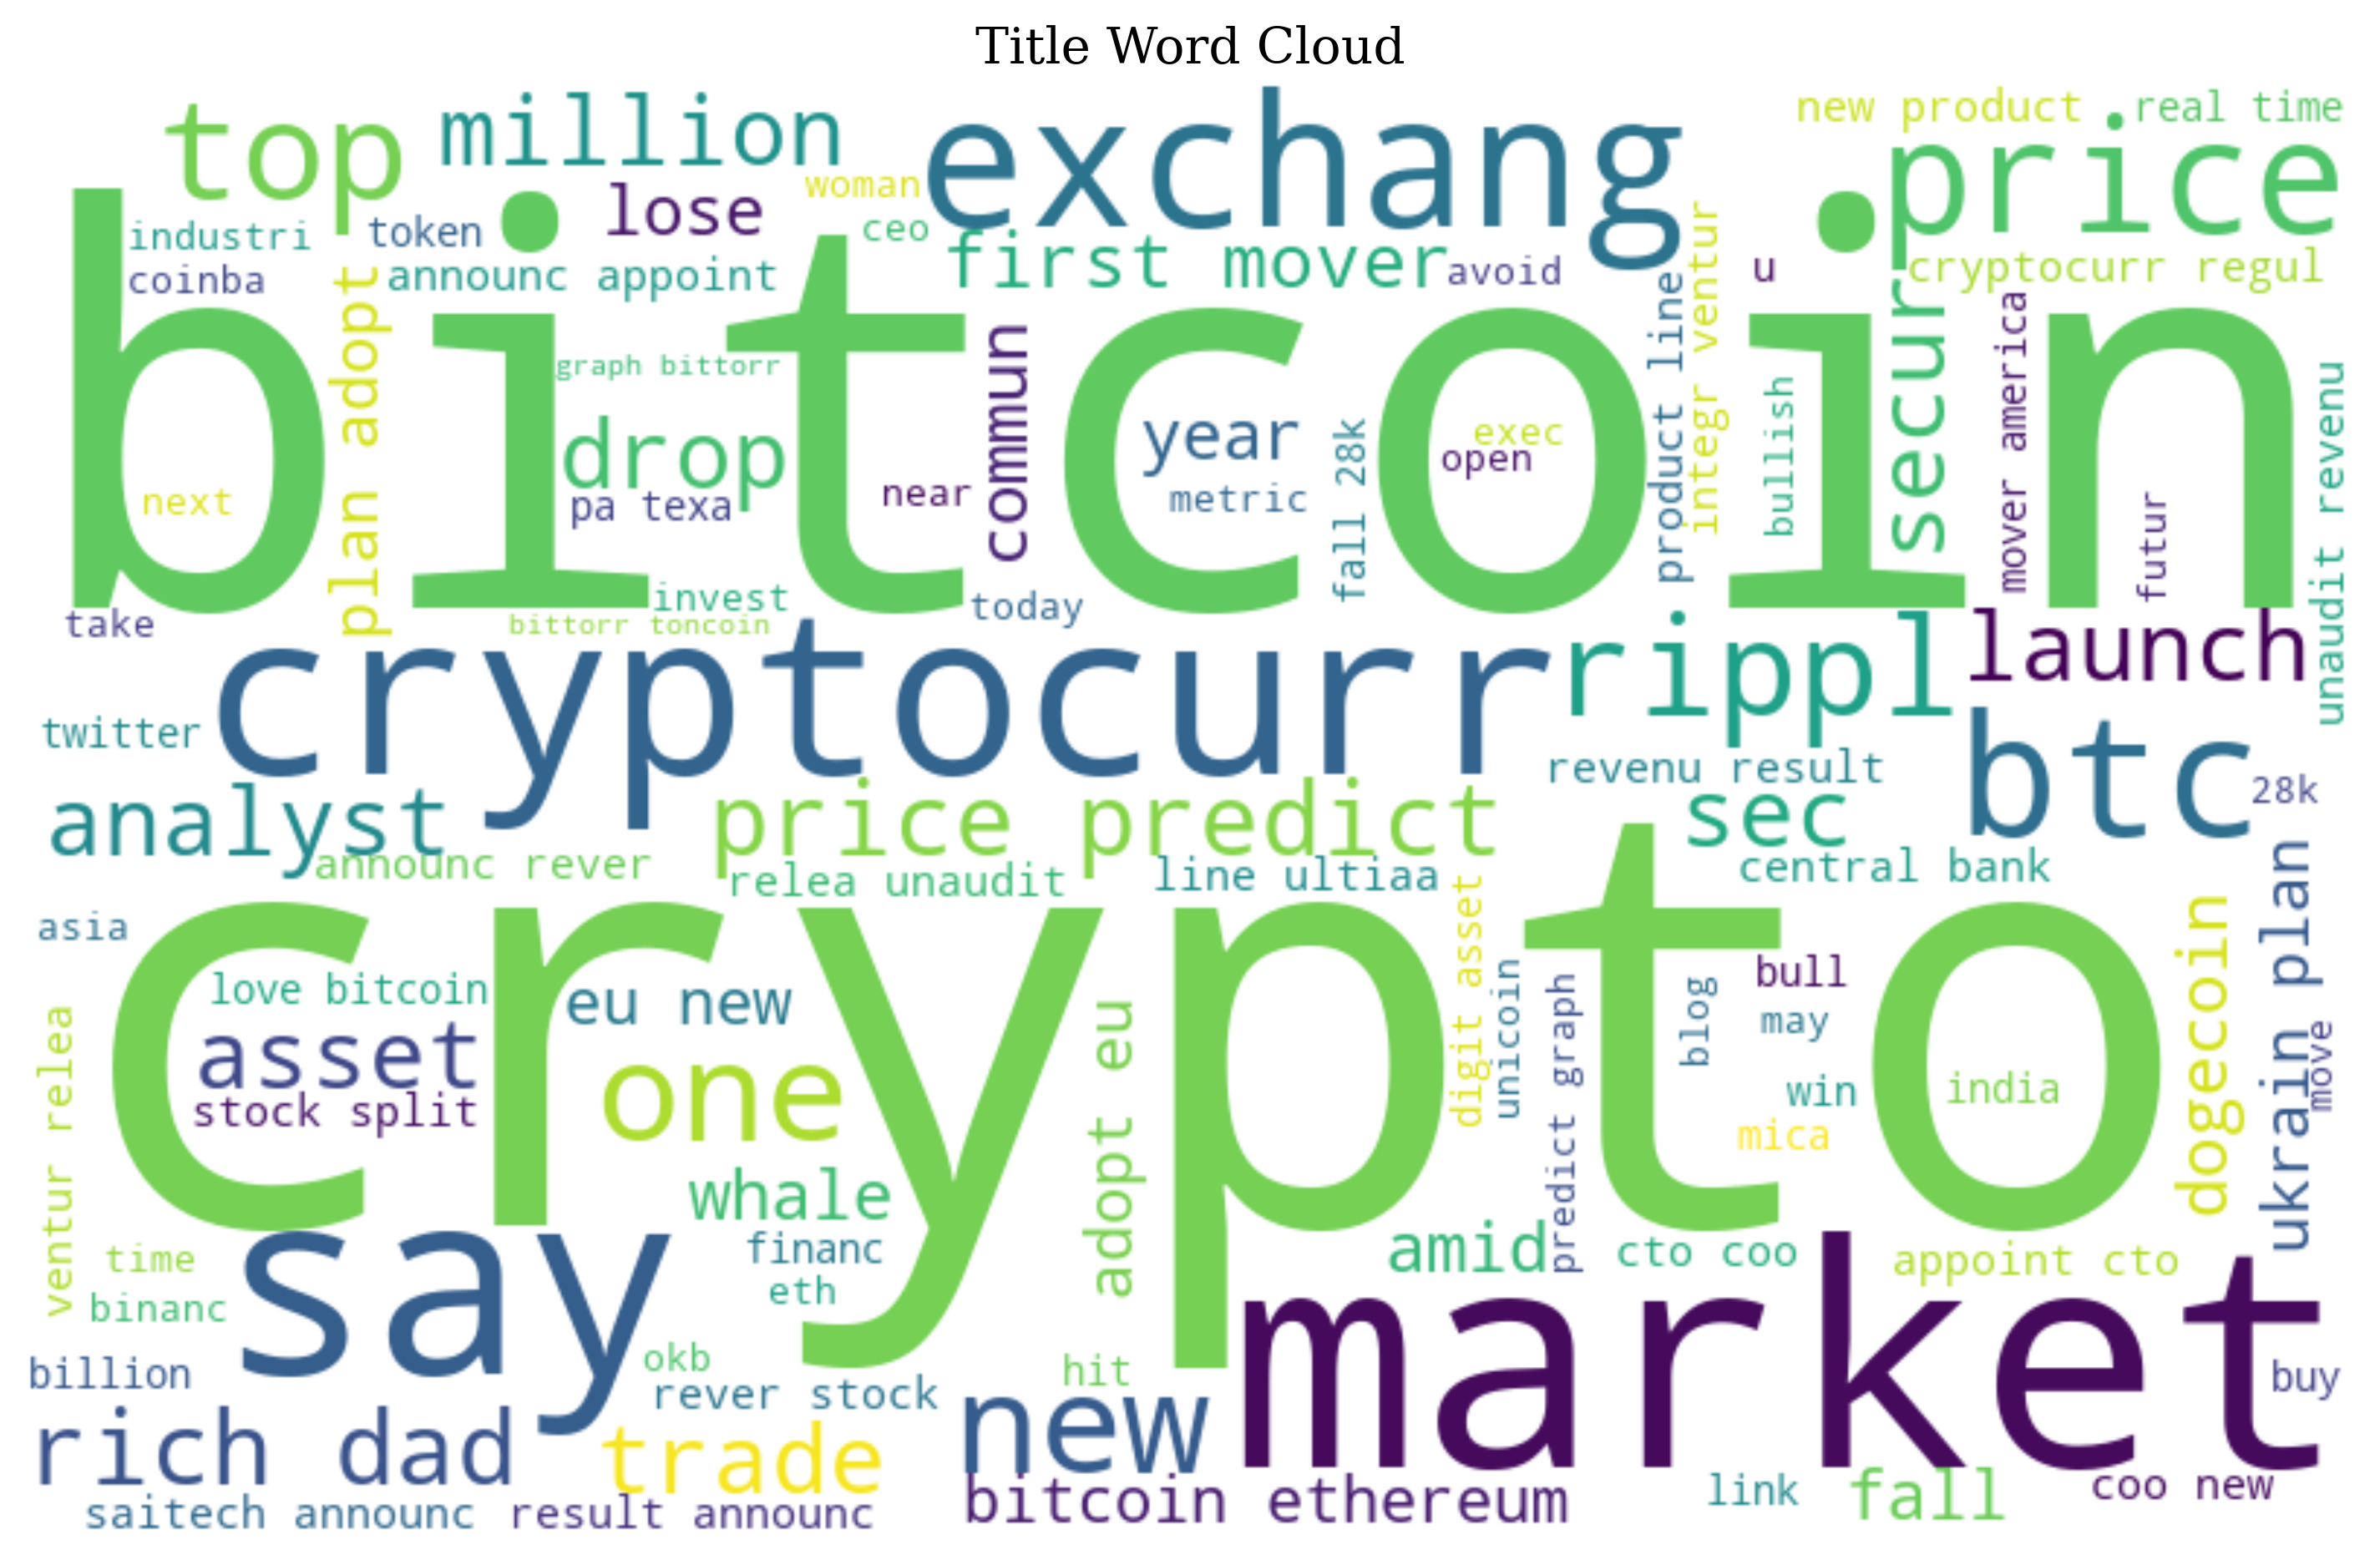 Title Word Cloud
top
million
exchang
new product
real time
price
industri
token
lose
woman
ceo
coinba
announc appoint
first mover
avoid
u
cryptocurr regul
bitcoin
plan adopt
graph bittorr
drop
pa texa
near
commun
year
metric
fall 28k
exec
open
product line
integr ventur
bullish
secur
mover america
futur
unaudit revenu
next
take
invest
bittorr toncoin
today
cryptocurr
rippl
launch
twitter
revenu result
btc
28k
analyst
announc rever
price predict
relea unaudit
line ultiaa
sec
central bank
asia
crypto
love bitcoin
eu new
asset
stock split
one
whale
adopt eu
digit asset
unicoin
predict graph
blog
bull
may
win
mica
india
dogecoin
ukrain plan
move
ventur relea
time
binanc
say
financ
eth
amid
cto coo
appoint cto
market
billion
okb
rever stock
hit
buy
rich dad
trade
new
saitech announc
result announc
bitcoin ethereum
link
fall
coo new